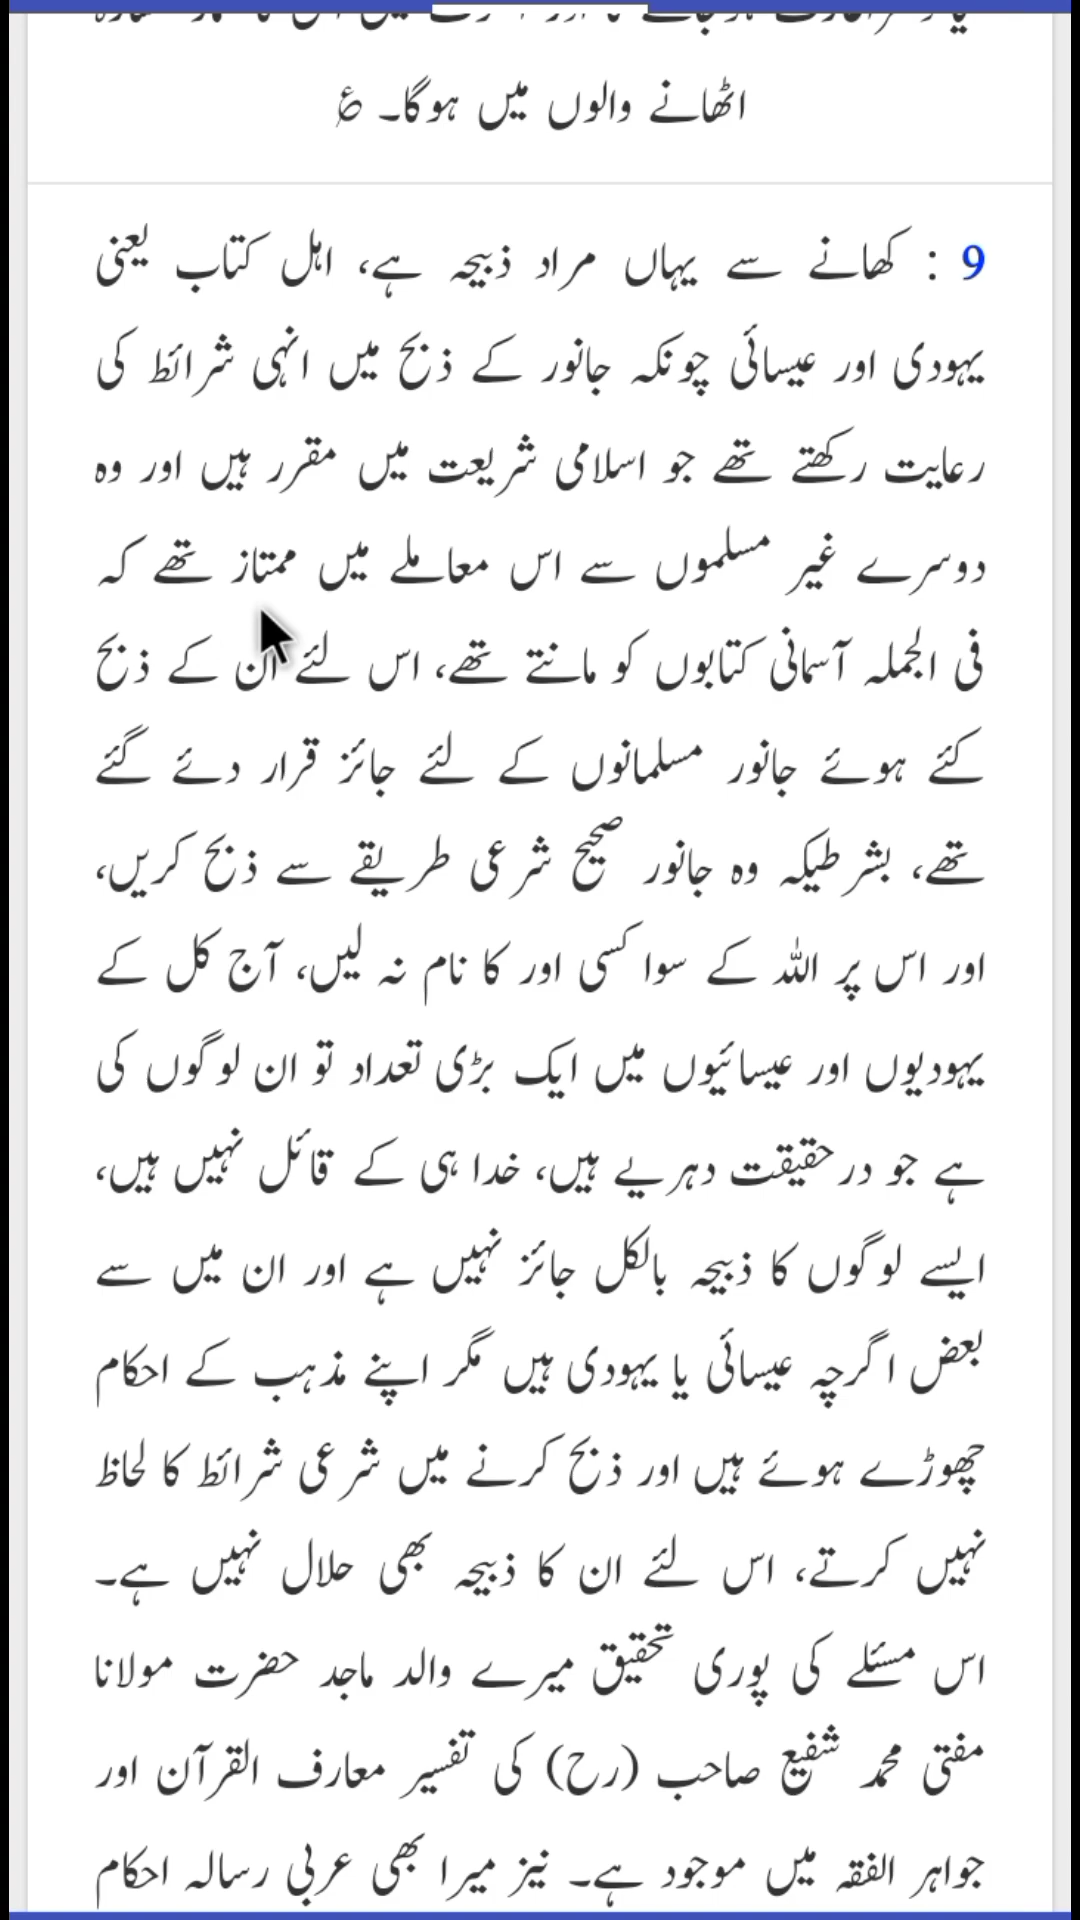 اٹھانے والوں میں ہوگا۔ ع؏
9 : کھانے سے یہاں مراد ذبیحہ ہے، اہل کتاب یعنی
یہودی اور عیسائی چونکہ جانور کے ذبح میں انہی شرائط کی
رعایت رکھتے تھے جو اسلامی شریعت میں مقرر ہیں اور وہ
دوسرے غیر مسلموں سے اس معاملے میں ممتاز تھے کہ
فی الجملہ آسمانی کتابوں کو مانتے تھے، اس لئے ان کے ذبح
کئے ہوئے جانور مسلمانوں کے لئے جائز قرار دئے گئے
تھے، بشرطیکہ وہ جانور صحیح شرعی طریقے سے ذبح کریں،
اور اس پر اللہ کے سوا کسی اور کا نام نہ لیں، آج کل کے
یہودیوں اور عیسائیوں میں ایک بڑی تعداد تو ان لوگوں کی
ہے جو درحقیقت دہریے ہیں، خدا ہی کے قائل نہیں ہیں،
ایسے لوگوں کا ذبیحہ بالکل جائز نہیں ہے اور ان میں سے
بعض اگرچہ عیسائی یا یہودی ہیں مگر اپنے مذہب کے احکام
چھوڑے ہوئے ہیں اور ذبح کرنے میں شرعی شرائط کا لحاظ
نہیں کرتے، اس لئے ان کا ذبیحہ بھی حلال نہیں ہے۔
اس مسئلے کی پوری تحقیق میرے والد ماجد حضرت مولانا
مفتی محمد شفیع صاحب (رح) کی تفسیر معارف القرآن اور
جواہر الفقہ میں موجود ہے۔ نیز میرا بھی عربی رسالہ احکام